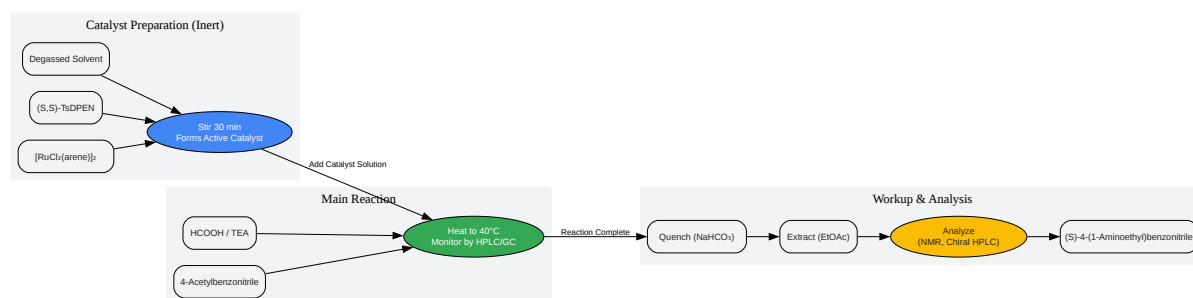 Catalyst Preparation (Inert)
Degassed Solvent
(S,S)-TsDPEN
[RuCl₂(arene)]₂
Stir 30 min
Forms Active Catalyst
Add Catalyst Solution
Main Reaction
HCOOH / TEA
4-Acetylbenzonitrile
Heat to 40°C
Monitor by HPLC/GC
Reaction Complete
Workup & Analysis
Quench (NaHCO₃)
Extract (EtOAc)
Analyze
(NMR, Chiral HPLC)
(S)-4-(1-Aminoethyl)benzonitrile